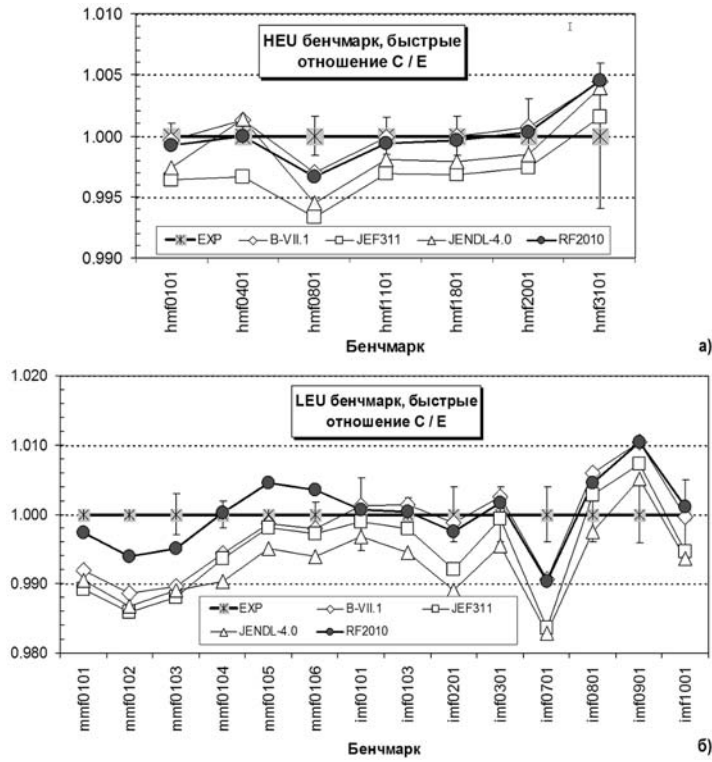 1.010
1.005
1.000
0.995
0.990
HEU бенчмарк, быстрые
отношение C / E
EXP B-VII.1 JEF311 JENDL-4.0 RF2010
hmf0101
hmf0401
hmf0801
hmf1101
hmf1801
hmf2001
hmf3101
Бенчмарк
а)
1.020
1.010
1.000
0.990
0.980
LEU бенчмарк, быстрые
отношение C / E
EXP B-VII.1 JEF311
JENDL-4.0 RF2010
mmf0101
mmf0102
mmf0103
mmf0104
mmf0105
mmf0106
imf0101
imf0103
imf0201
imf0301
imf0701
imf0801
imf0901
imf1001
Бенчмарк
б)